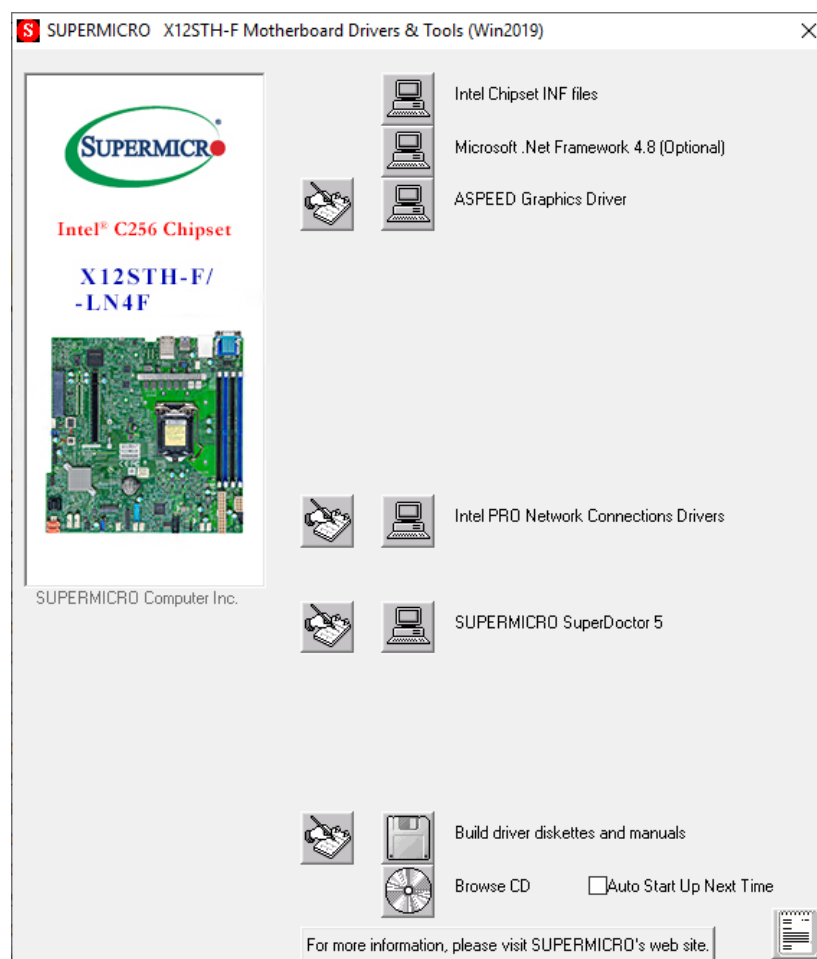 S SUPERMICRO X12STH-F Motherboard Drivers & Tools (Win2019)
SUPERMICRO
Intel® C256 Chipset
X12STH-F/
-LN4F
SUPERMICRO Computer Inc.
Intel Chipset INF files
Microsoft .Net Framework 4.8 (Optional)
ASPEED Graphics Driver
Intel PRO Network Connections Drivers
SUPERMICRO SuperDoctor 5
Build driver diskettes and manuals
Browse CD Auto Start Up Next Time
For more information, please visit SUPERMICRO's web site.